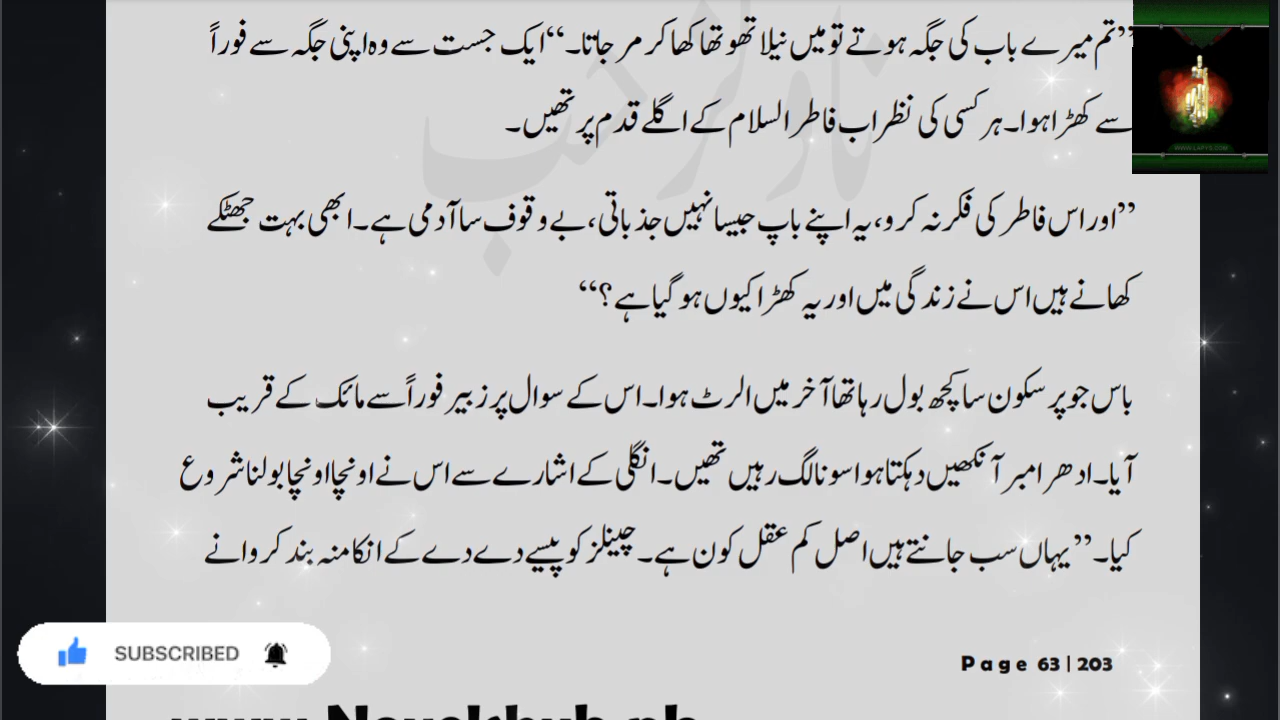 ”تم میرے باپ کی جگہ ہوتے تو میں نیلا تھوتھا کھا کر مر جاتا۔“ ایک جست سے وہ اپنی جگہ سے فوراً
سے کھڑا ہوا۔ ہر کسی کی نظر اب فاطر السلام کے اگلے قدم پر تھیں۔
”اور اس فاطر کی فکر نہ کرو، یہ اپنے باپ جیسا نہیں جذباتی، بے وقوف سا آدمی ہے۔ ابھی بہت جھٹکے
کھانے ہیں اس نے زندگی میں اور یہ کھڑا کیوں ہو گیا ہے؟“
باس جو پر سکون سا کچھ بول رہا تھا آخر میں الرٹ ہوا۔ اس کے سوال پر زبیر فوراً سے مائک کے قریب
آیا۔ ادھر امبر آنکھیں دہکتا ہوا سونا لگ رہیں تھیں۔ انگلی کے اشارے سے اس نے اونچا اونچا بولنا شروع
کیا۔ ”یہاں سب جانتے ہیں اصل کم عقل کون ہے۔ چینلز کو پیسے دے دے کے انکا منہ بند کروانے
SUBSCRIBED
Page 63 | 203
WWW.LAFYS.COM